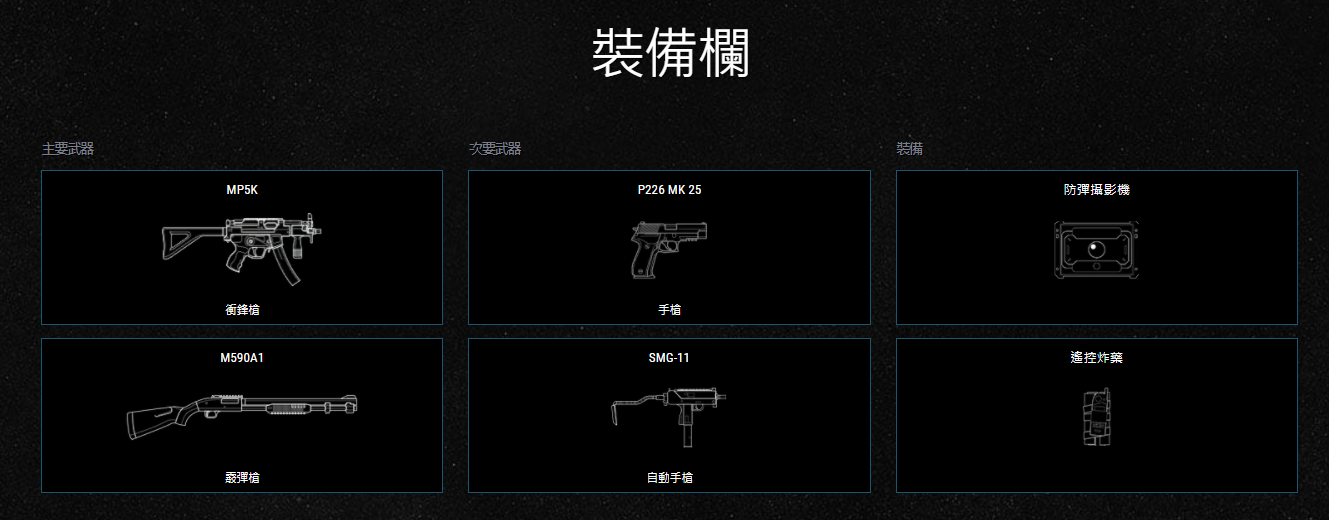 裝備欄
主要武器
次要武器
裝備
MP5K
P226 MK 25
防彈攝影機
衝鋒槍
手槍
M590A1
SMG-11
遙控炸藥
霰彈槍
自動手槍